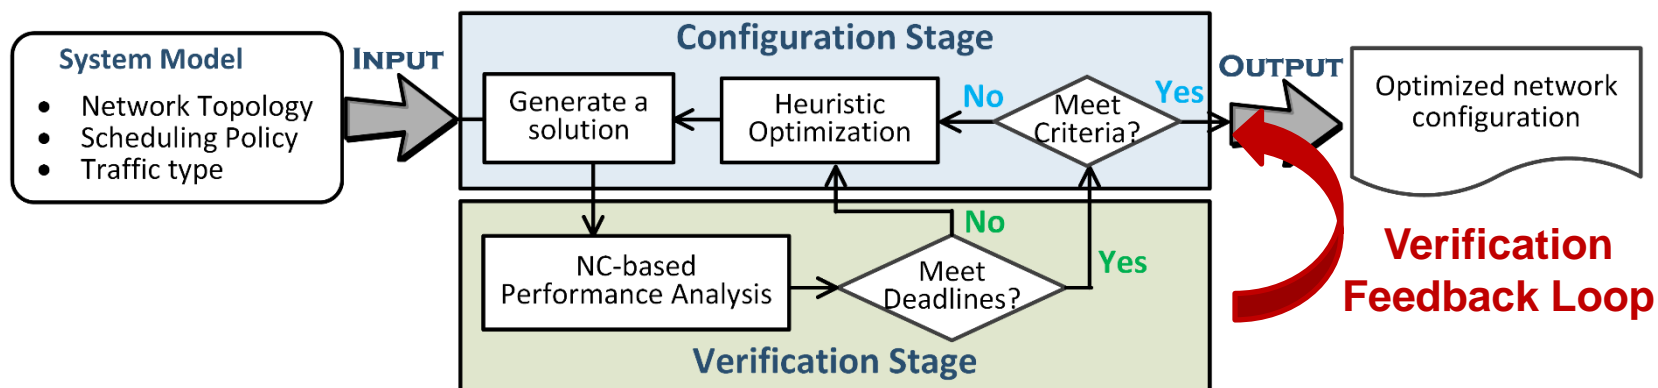 System Model
• Network Topology
• Scheduling Policy
• Traffic type
INPUT
Configuration Stage
Generate a
solution
Heuristic
Optimization
No
Meet
Criteria?
Yes
OUTPUT
Optimized network
configuration
NC-based
Performance Analysis
No
Meet
Deadlines?
Yes
Verification Stage
Verification
Feedback Loop